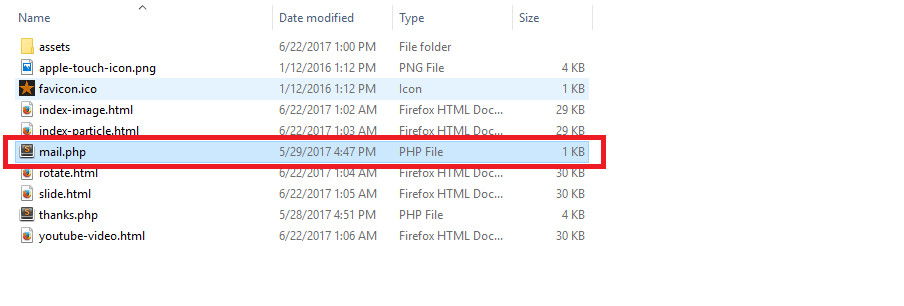 Name Date modified Type Size
assets 6/22/2017 1:00 PM File folder
apple-touch-icon.png 1/12/2016 1:12 PM PNG File 4 KB
favicon.ico 1/12/2016 1:12 PM Icon 1 KB
index-image.html 6/22/2017 1:02 AM Firefox HTML Doc... 29 KB
index-particle.html 6/22/2017 1:03 AM Firefox HTML Doc... 29 KB
mail.php 5/29/2017 4:47 PM PHP File 1 KB
rotate.html 6/22/2017 1:04 AM Firefox HTML Doc... 30 KB
slide.html 6/22/2017 1:05 AM Firefox HTML Doc... 30 KB
thanks.php 5/28/2017 4:51 PM PHP File 4 KB
youtube-video.html 6/22/2017 1:06 AM Firefox HTML Doc... 30 KB